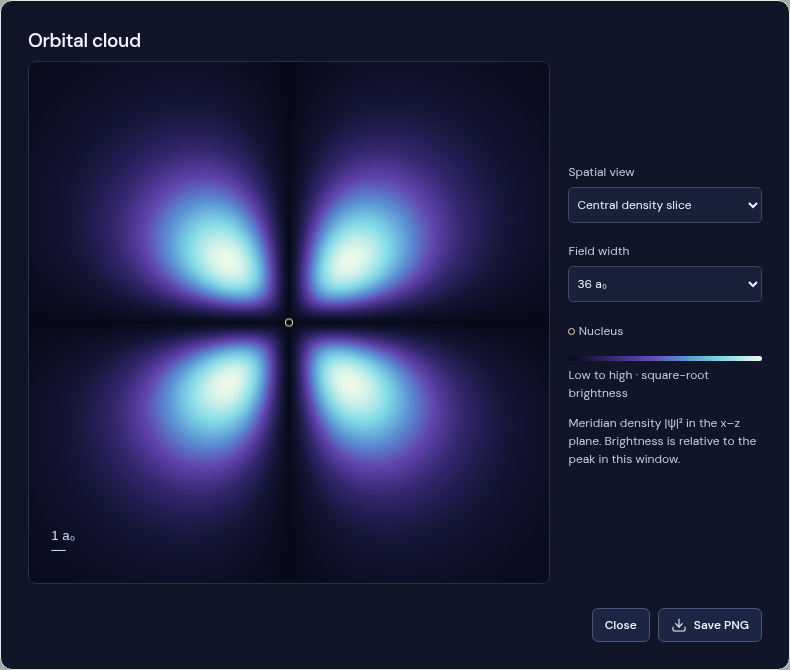 Orbital cloud
Spatial view
Central density slice
Field width
36 a₀
Nucleus
Low to high · square-root
brightness
Meridian density |ψ|² in the x–z
plane. Brightness is relative to the
peak in this window.
1 a₀
Close
Save PNG